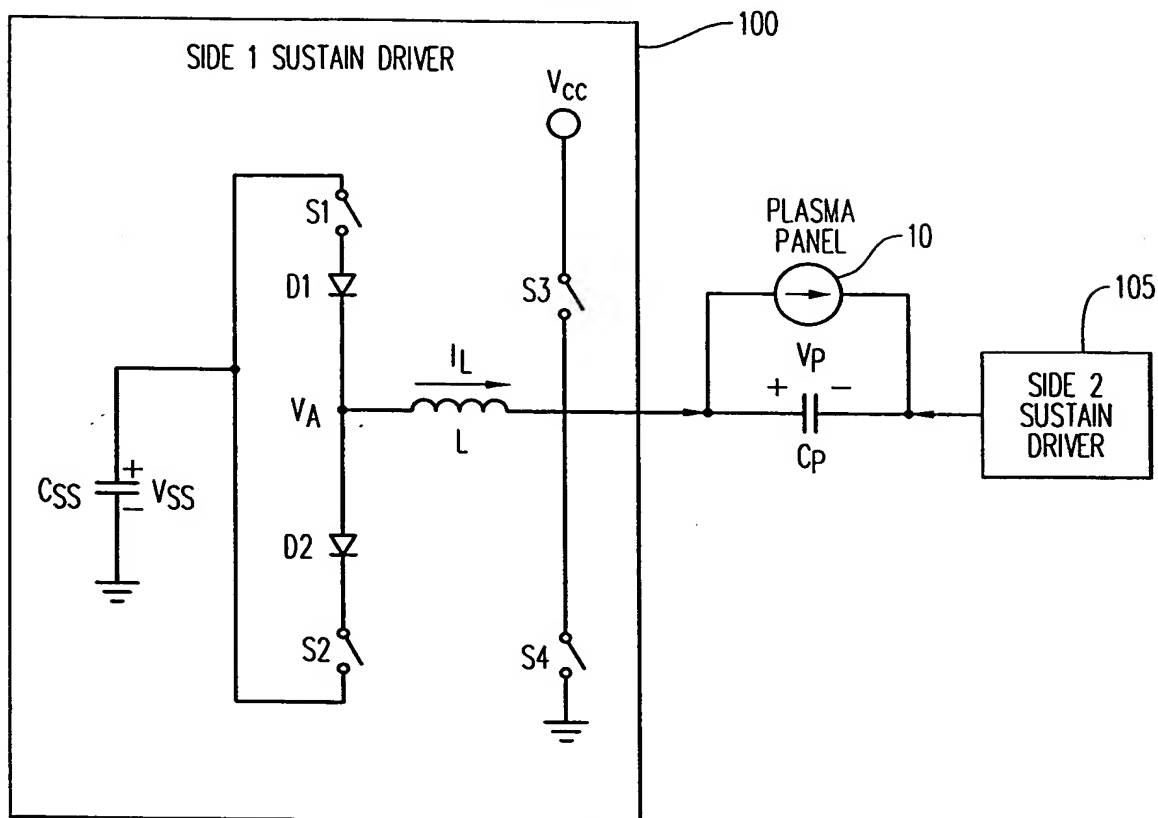 100
SIDE 1 SUSTAIN DRIVER
VCC
S1
D1
S3
PLASMA
PANEL
10
105
IL
VA
L
VP
+ -
CP
SIDE 2
SUSTAIN
DRIVER
CSS
+
-
VSS
D2
S2
S4